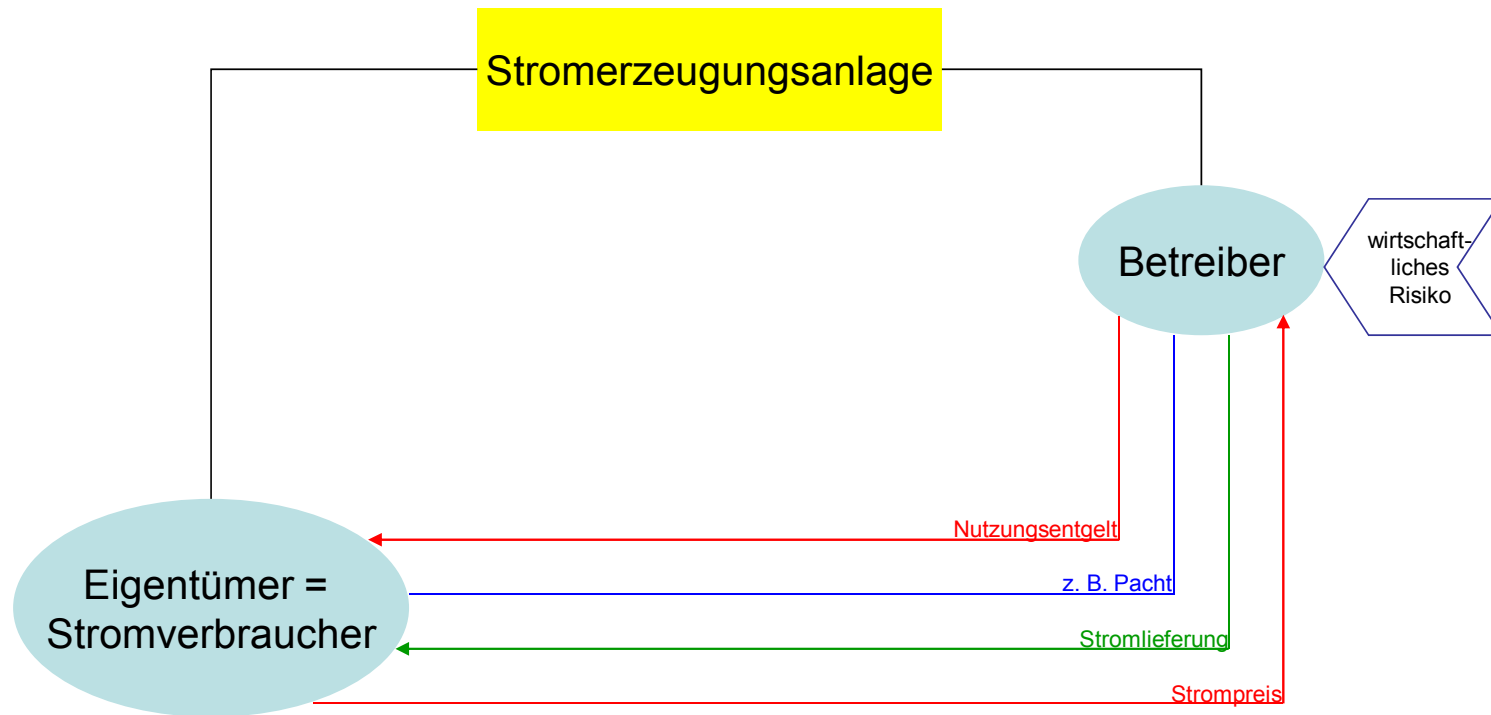 Stromerzeugungsanlage
Betreiber
wirtschaft-
liches
Risiko
Nutzungsentgelt
z. B. Pacht
Eigentümer =
Stromverbraucher
Stromlieferung
Strompreis